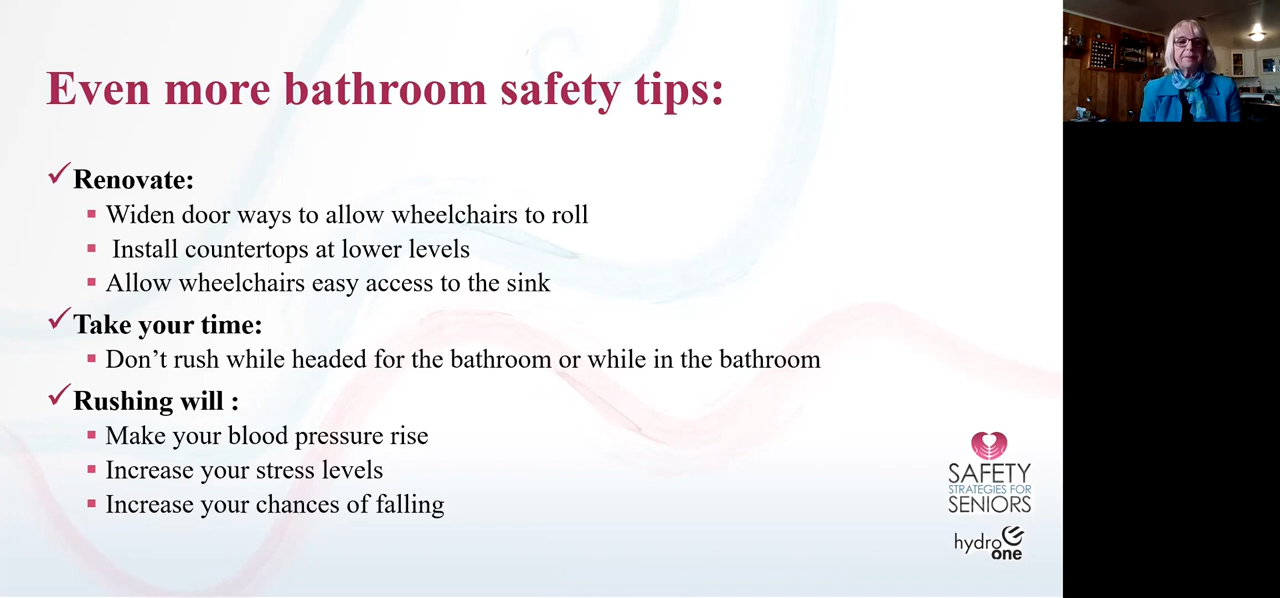 Even more bathroom safety tips:
Renovate:
Widen door ways to allow wheelchairs to roll
Install countertops at lower levels
Allow wheelchairs easy access to the sink
Take your time:
Don’t rush while headed for the bathroom or while in the bathroom
Rushing will :
Make your blood pressure rise
Increase your stress levels
Increase your chances of falling
SAFETY
STRATEGIES FOR
SENIORS
hydro
one